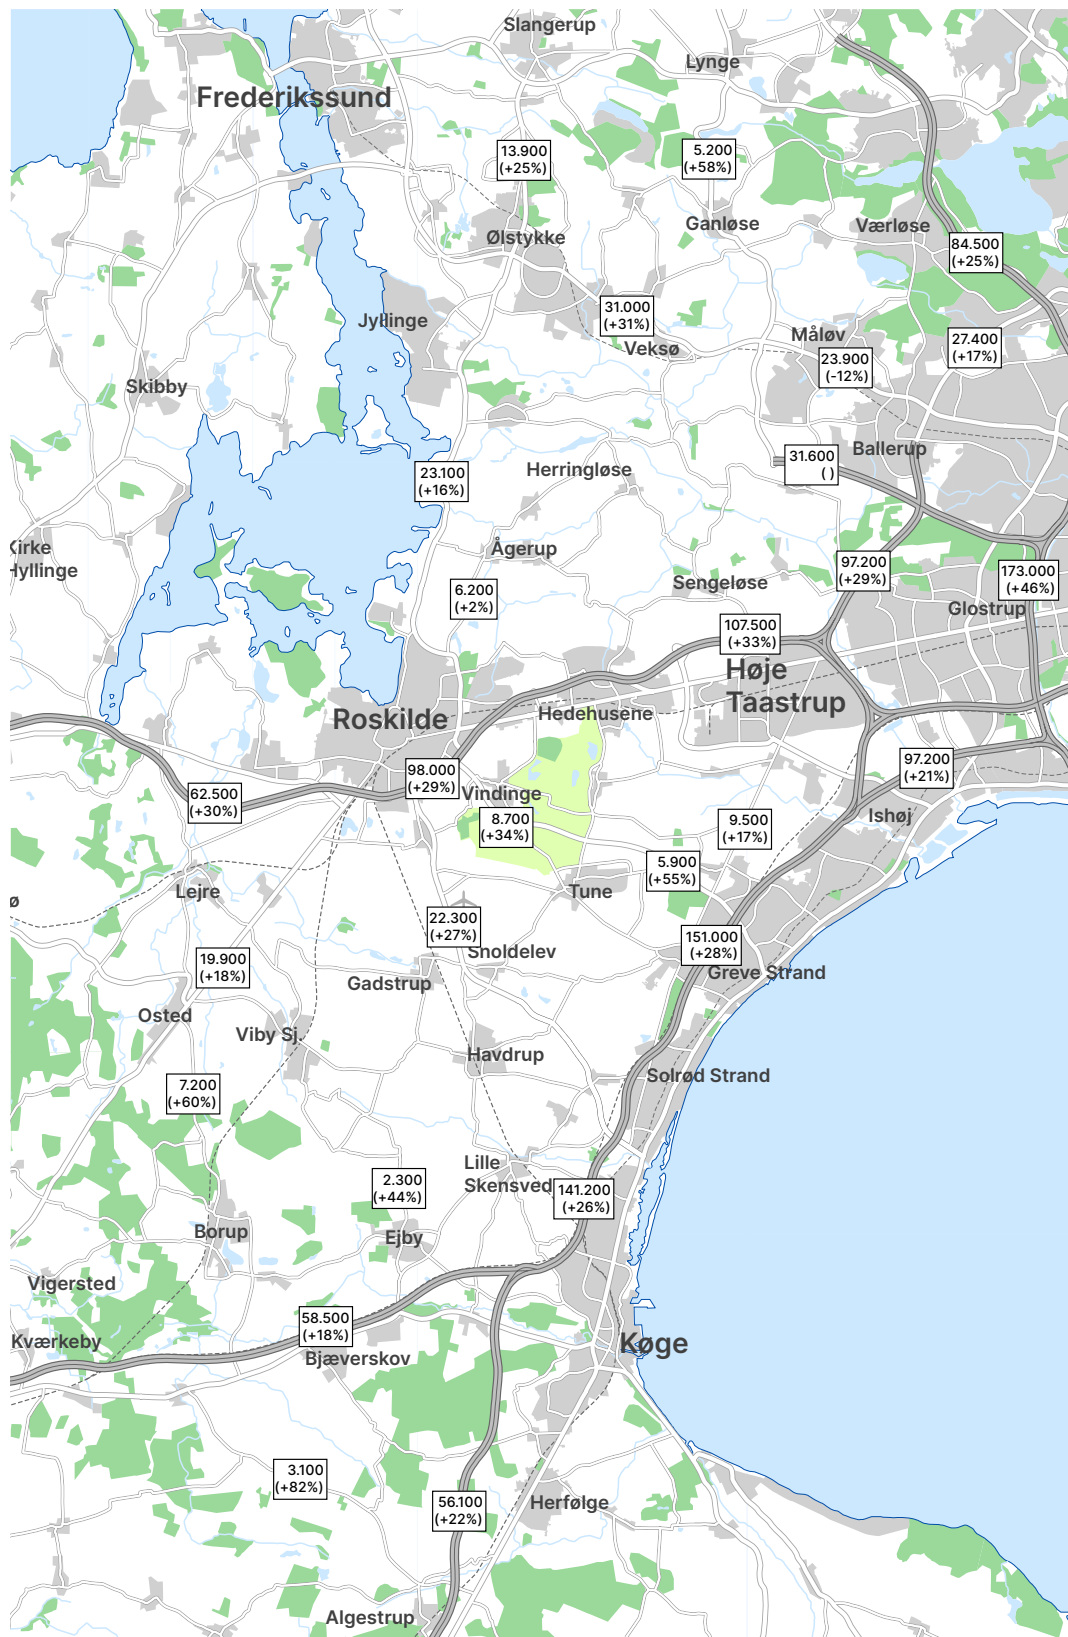 Slangerup
Lynge
Frederikssund
13.900
(+25%)
5.200
(+58%)
Ganløse
Værløse
Ølstykke
84.500
(+25%)
31.000
(+31%)
Jyllinge
Måløv
27.400
(+17%)
Veksø
23.900
(-12%)
Skibby
Ballerup
31.600
( )
Herringløse
23.100
(+16%)
Kirke
Hyllinge
Ågerup
97.200
(+29%)
173.000
(+46%)
Sengeløse
6.200
(+2%)
Glostrup
107.500
(+33%)
Høje
Taastrup
Roskilde
Hedehusene
97.200
(+21%)
98.000
(+29%)
Vindinge
62.500
(+30%)
Ishøj
8.700
(+34%)
9.500
(+17%)
5.900
(+55%)
Lejre
Tune
ø
22.300
(+27%)
151.000
(+28%)
Snoldelev
19.900
(+18%)
Greve Strand
Gadstrup
Osted
Viby Sj.
Havdrup
Solrød Strand
7.200
(+60%)
Lille
Skensved
2.300
(+44%)
141.200
(+26%)
Borup
Ejby
Vigersted
58.500
(+18%)
Kværkeby
Køge
Bjæverskov
3.100
(+82%)
56.100
(+22%)
Herfølge
Algestrup